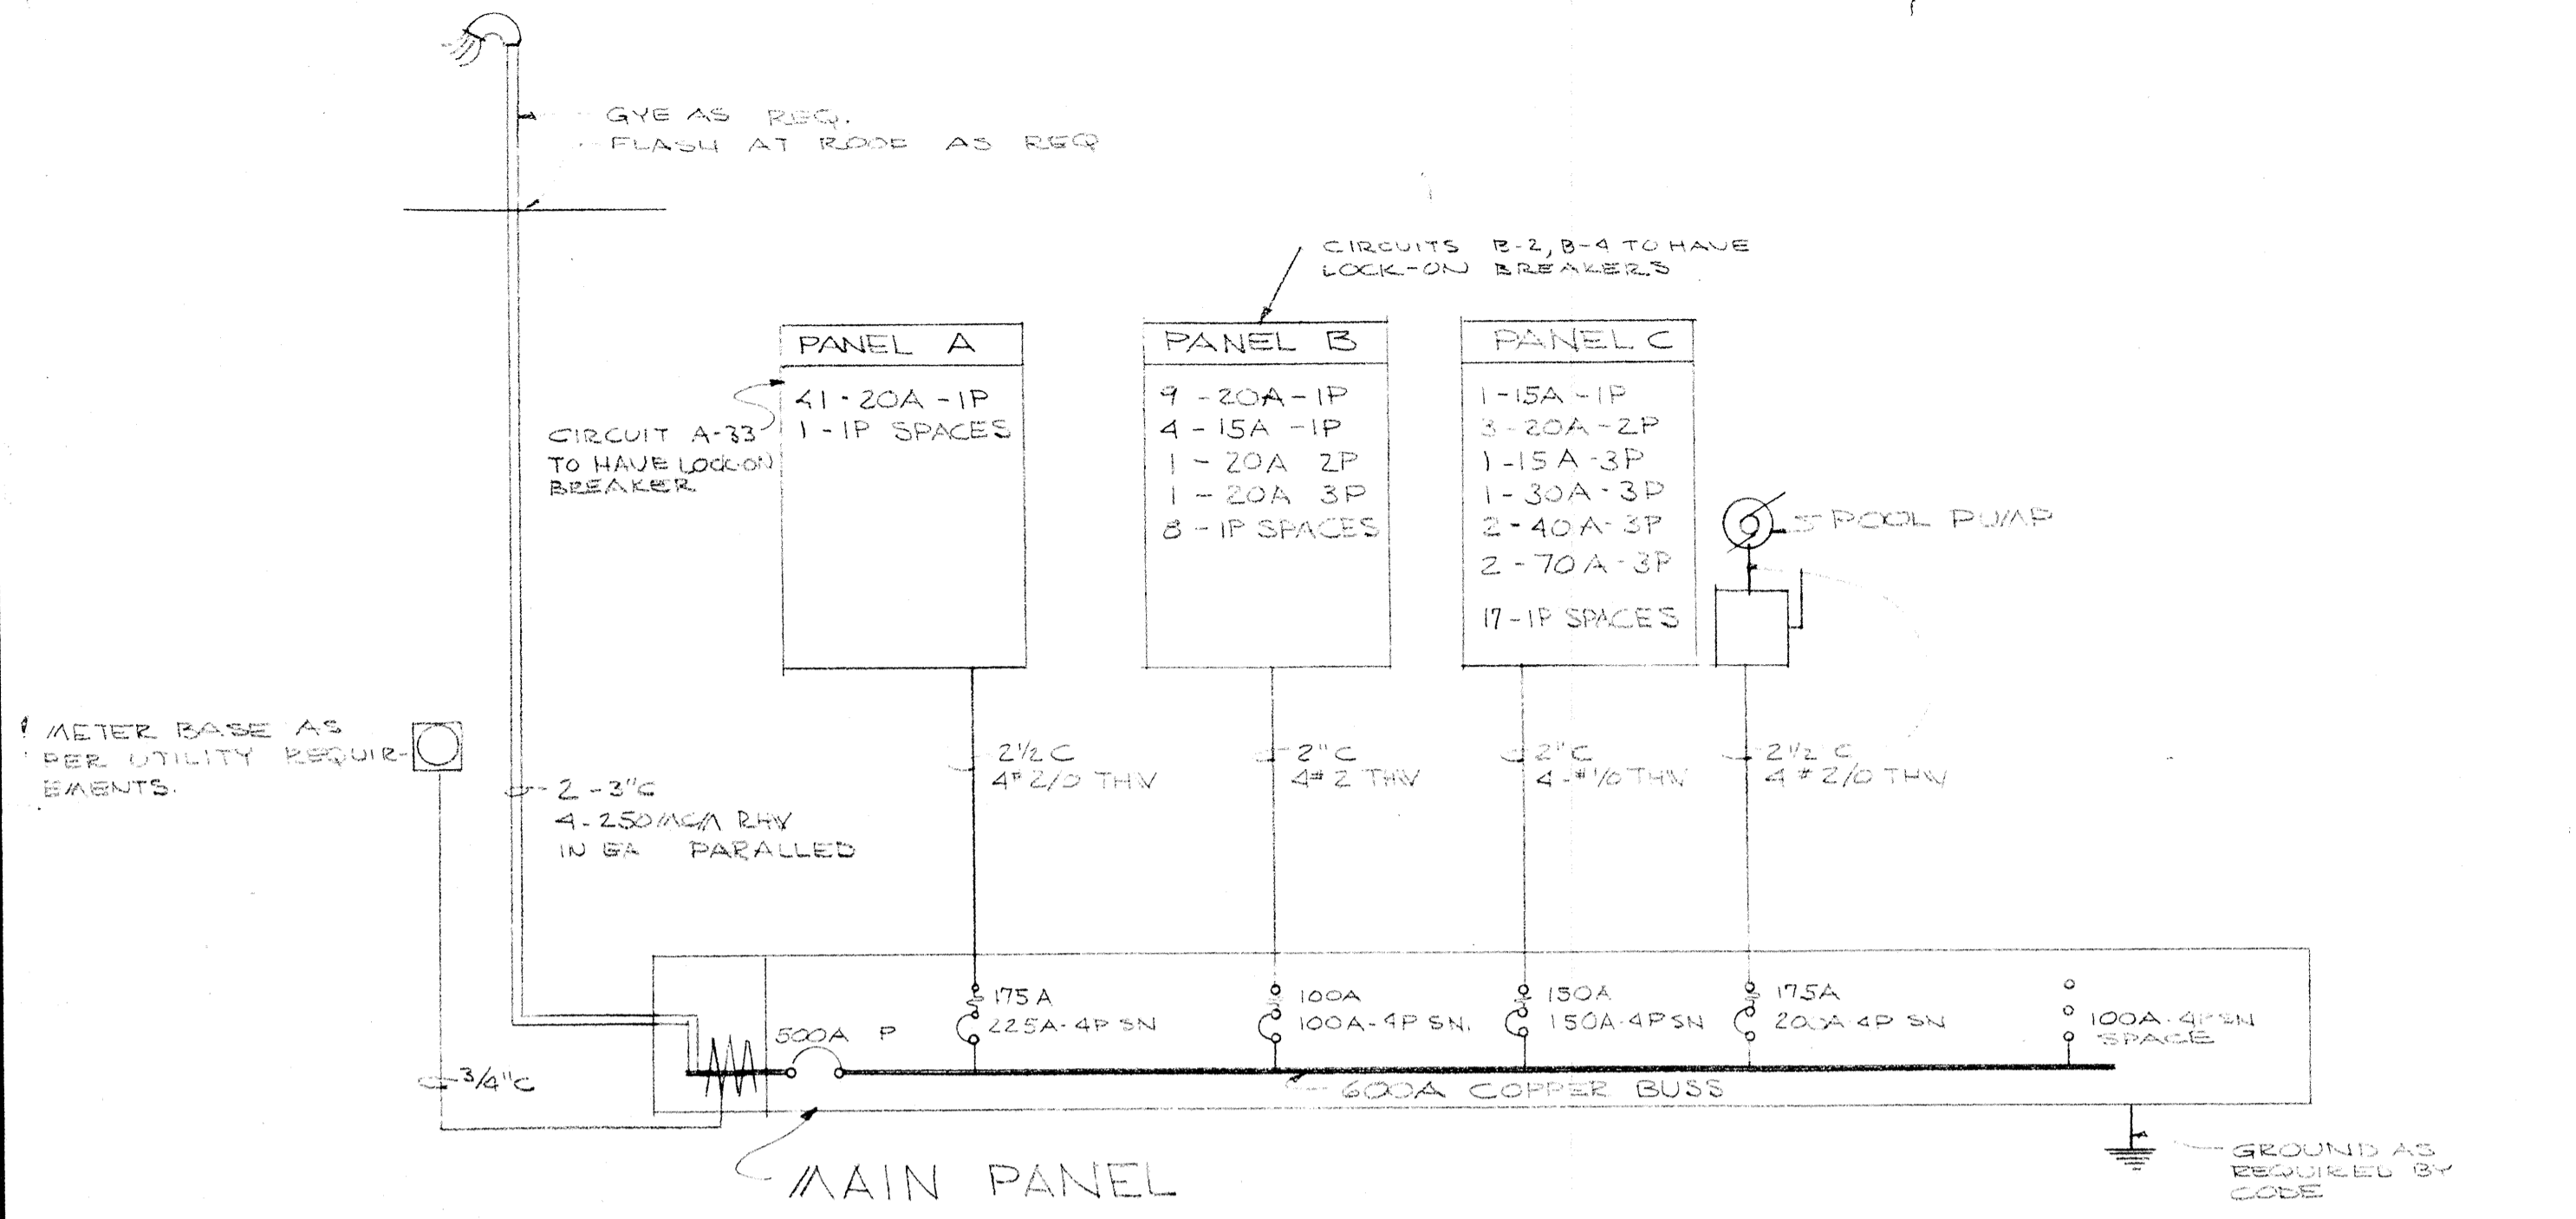 GYE AS REQ.
FLASH AT ROOF AS REQ
CIRCUITS B-2, B-4 TO HAVE
LOCK-ON BREAKERS
PANEL A
41-20A-1P
1-1P SPACES
CIRCUIT A-33
TO HAVE LOCK-ON
BREAKER
PANEL B
9-20A-1P
4-15A-1P
1-20A 2P
1-20A 3P
8-1P SPACES
PANEL C
1-15A-1P
3-20A-2P
1-15A-3P
1-30A-3P
2-40A-3P
2-70A-3P
17-1P SPACES
POOL PUMP
METER BASE AS
PER UTILITY REQUIR-
EMENTS.
2-3"C
4-250MCM RHW
IN EA PARALLED
2 1/2 C
4# 2/0 THW
2"C
4# 2 THW
2"C
4-#1/0 THW
2 1/2 C
4 # 2/0 THW
3/4"C
500A P
175A
225A-4P SN
100A
100A-4P SN.
150A
150A-4P SN
175A
200A 4P SN
100A-4P SN
SPACE
600A COPPER BUSS
MAIN PANEL
GROUND AS
REQUIRED BY
CODE